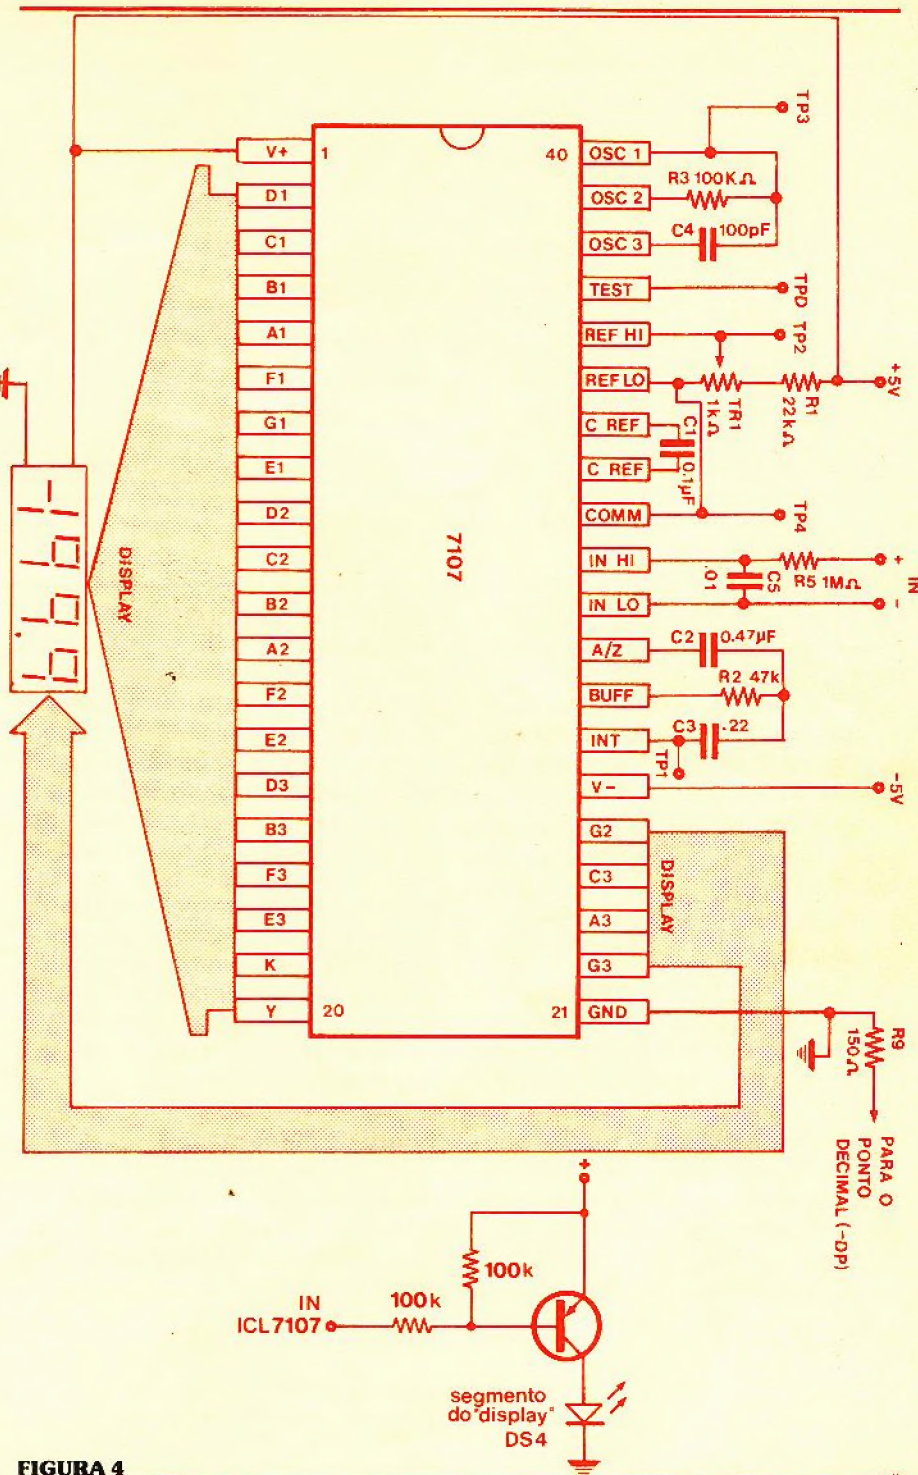 TP3
V+
1
40
OSC 1
D1
R3 100K Ω
OSC 2
C1
C4 100pF
OSC 3
B1
TEST
TPD
A1
REF HI
TP2
F1
REF LO
TR1
1kΩ
R1
22kΩ
+5V
G1
C REF
C1
0.1µF
E1
C REF
D2
COMM
TP4
7107
C2
IN HI
R5 1MΩ
+
IN
-
DISPLAY
B2
IN LO
C5
.01
A2
A/Z
C2 0.47µF
F2
BUFF
R2 47k
E2
INT
C3 .22
TP1
D3
V-
-5V
B3
G2
F3
C3
DISPLAY
E3
A3
K
G3
Y
20
21
GND
R9
150Ω
PARA O
PONTO
DECIMAL (-DP)
+
100k
IN
ICL7107
100k
segmento
do "display"
DS4
FIGURA 4